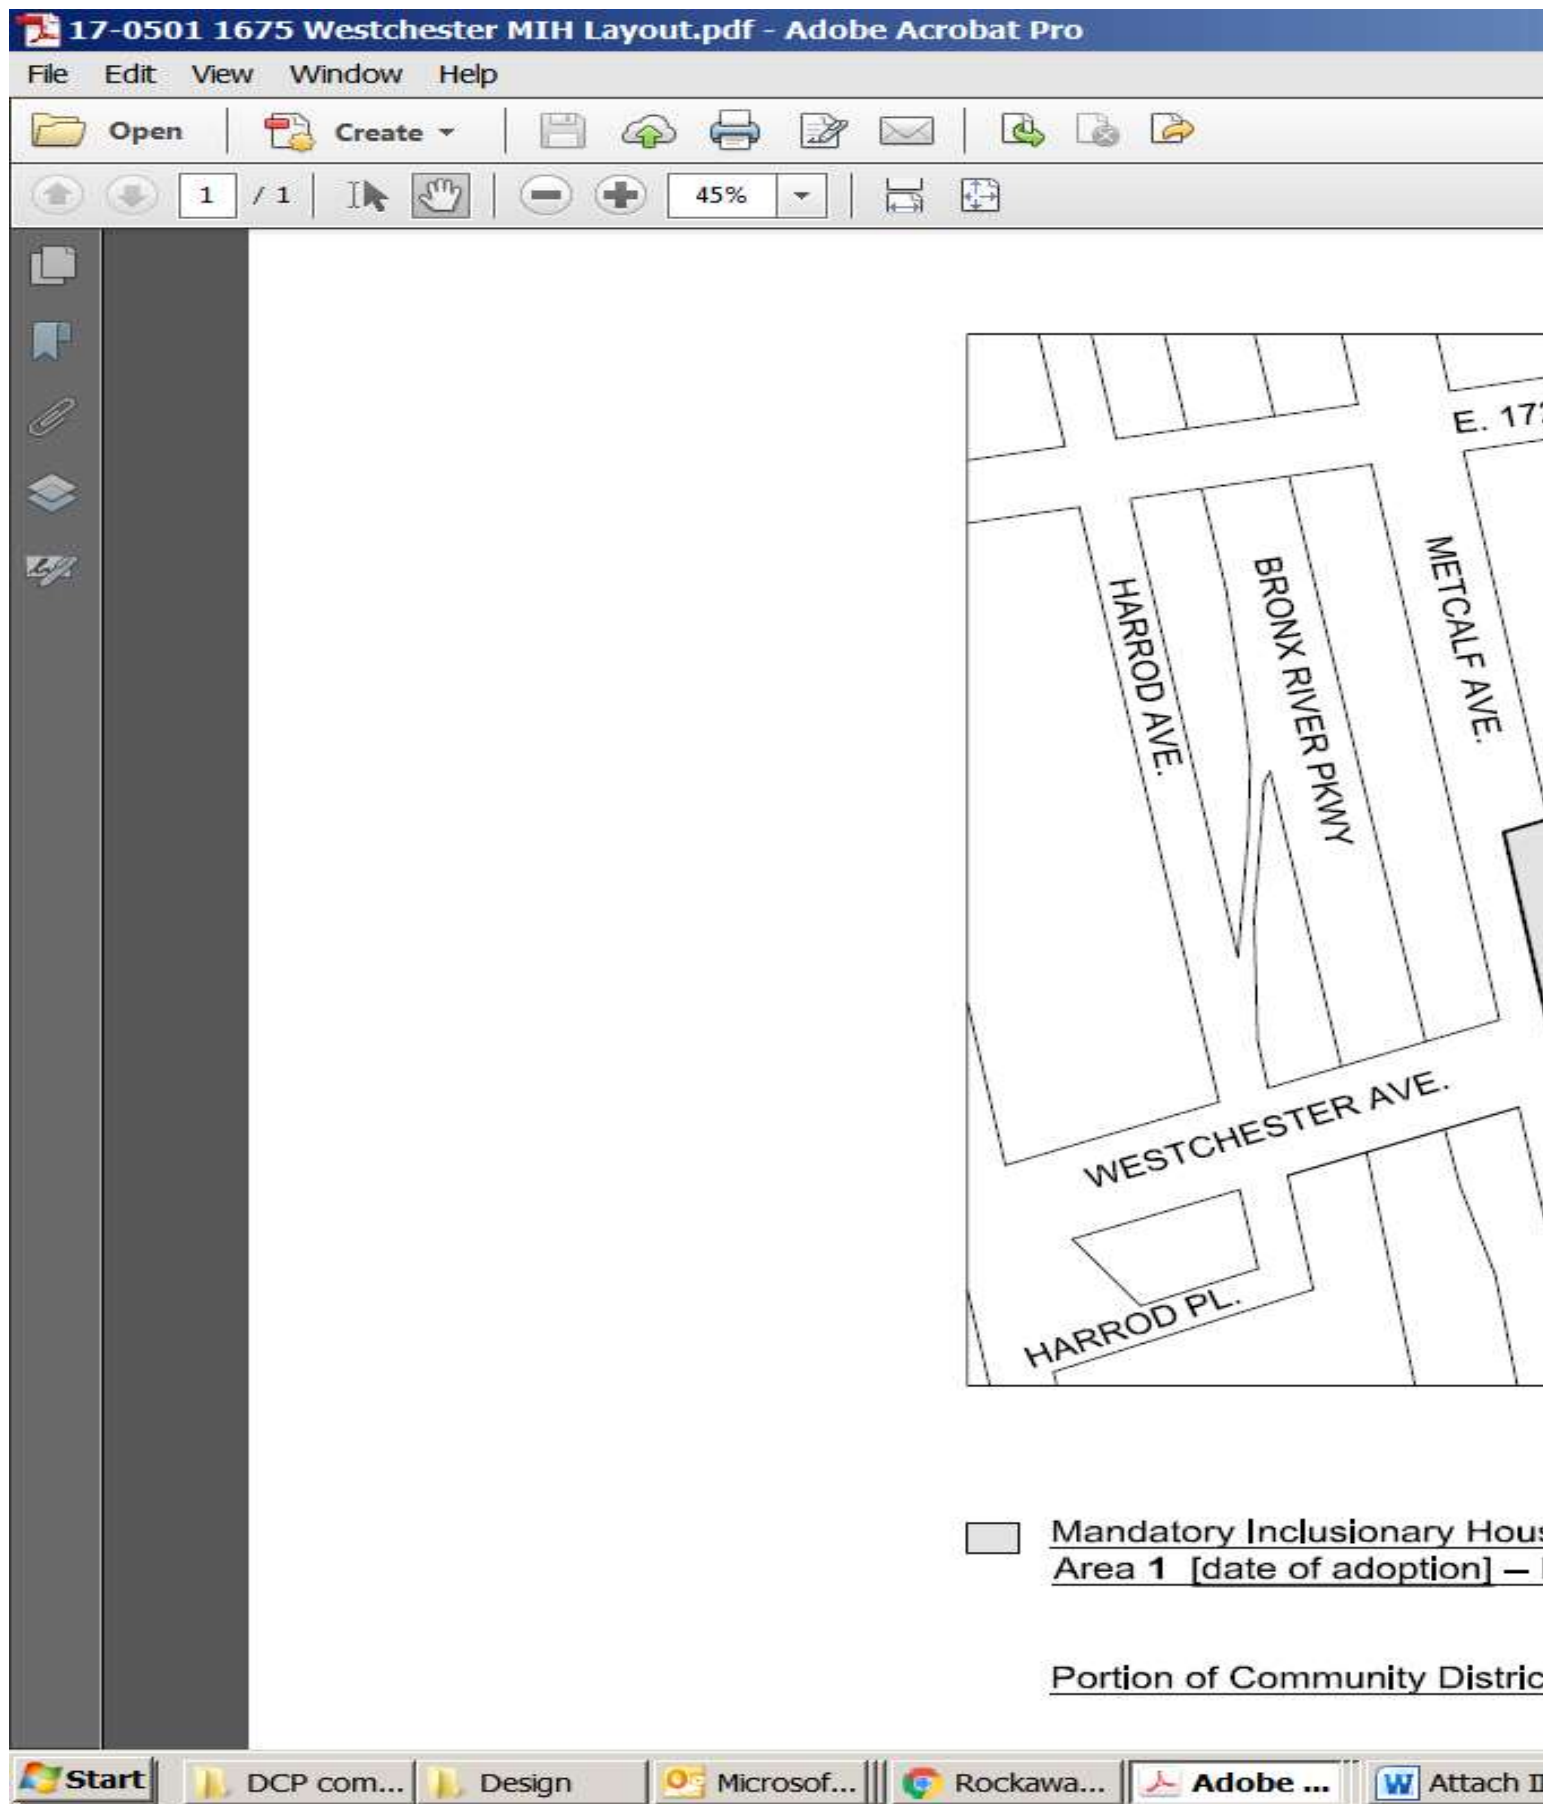 17-0501 1675 Westchester MIH Layout.pdf - Adobe Acrobat Pro
File Edit View Window Help
Open Create
1 / 1 45%
E. 17
HARROD AVE.
BRONX RIVER PKWY
METCALF AVE.
WESTCHESTER AVE.
HARROD PL.
Mandatory Inclusionary Hous
Area 1 [date of adoption] –
Portion of Community Distric
Start DCP com... Design Microsof... Rockawa... Adobe ... Attach I